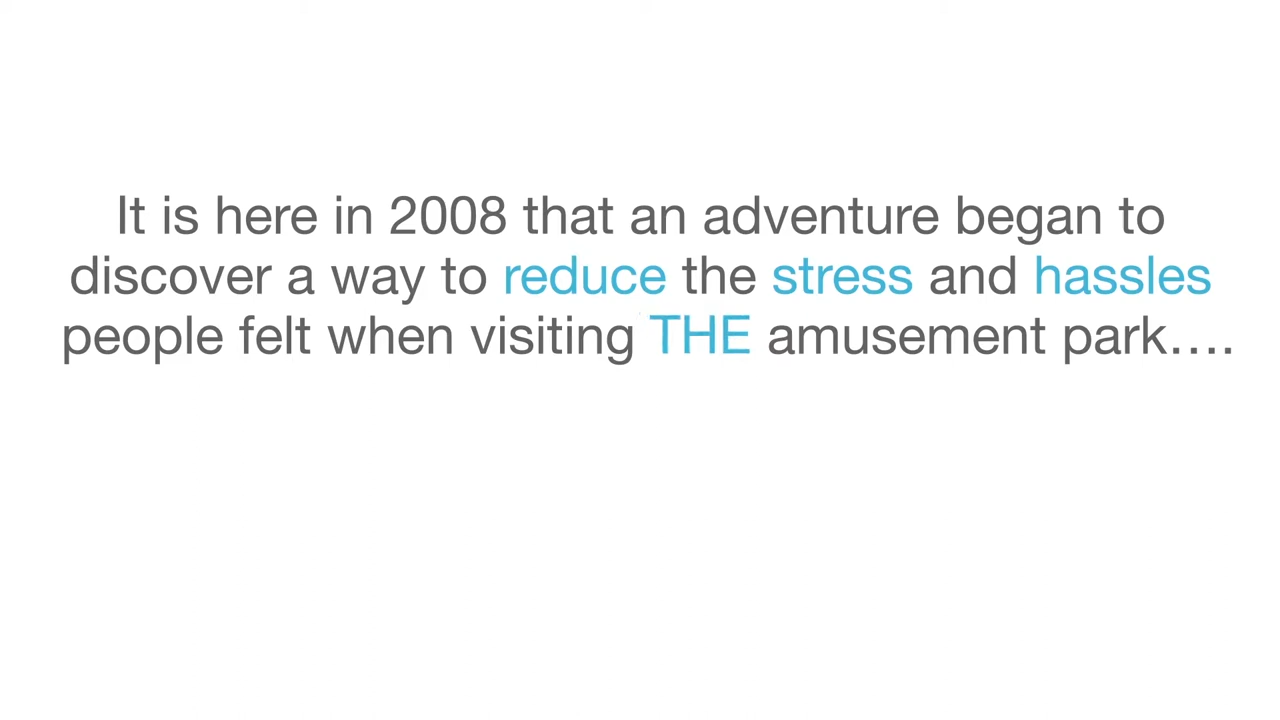 It is here in 2008 that an adventure began to
discover a way to reduce the stress and hassles
people felt when visiting THE amusement park….